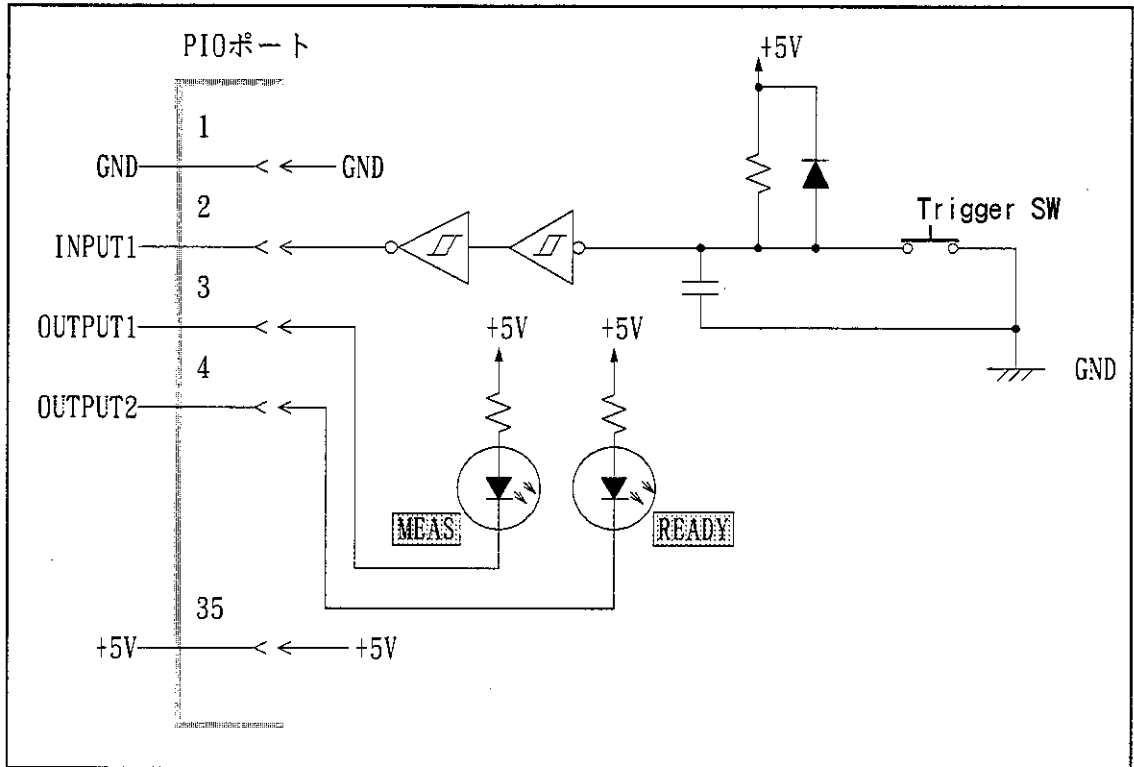 PIOポート
+5V
1
GND
GND
2
Trigger SW
INPUT1
3
OUTPUT1
+5V
+5V
4
GND
OUTPUT2
MEAS
READY
35
+5V
+5V